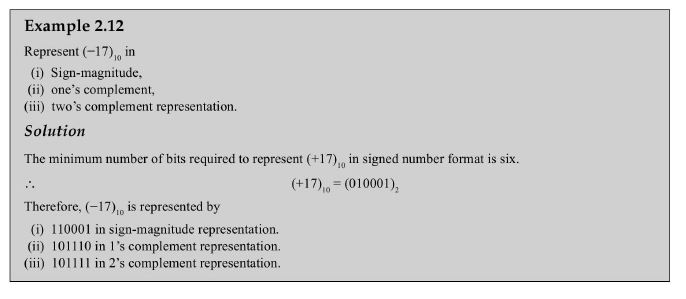 Example 2.12
Represent (−17)₁₀ in
(i) Sign-magnitude,
(ii) one's complement,
(iii) two's complement representation.
Solution
The minimum number of bits required to represent (+17)₁₀ in signed number format is six.
∴ (+17)₁₀ = (010001)₂
Therefore, (−17)₁₀ is represented by
(i) 110001 in sign-magnitude representation.
(ii) 101110 in 1's complement representation.
(iii) 101111 in 2's complement representation.